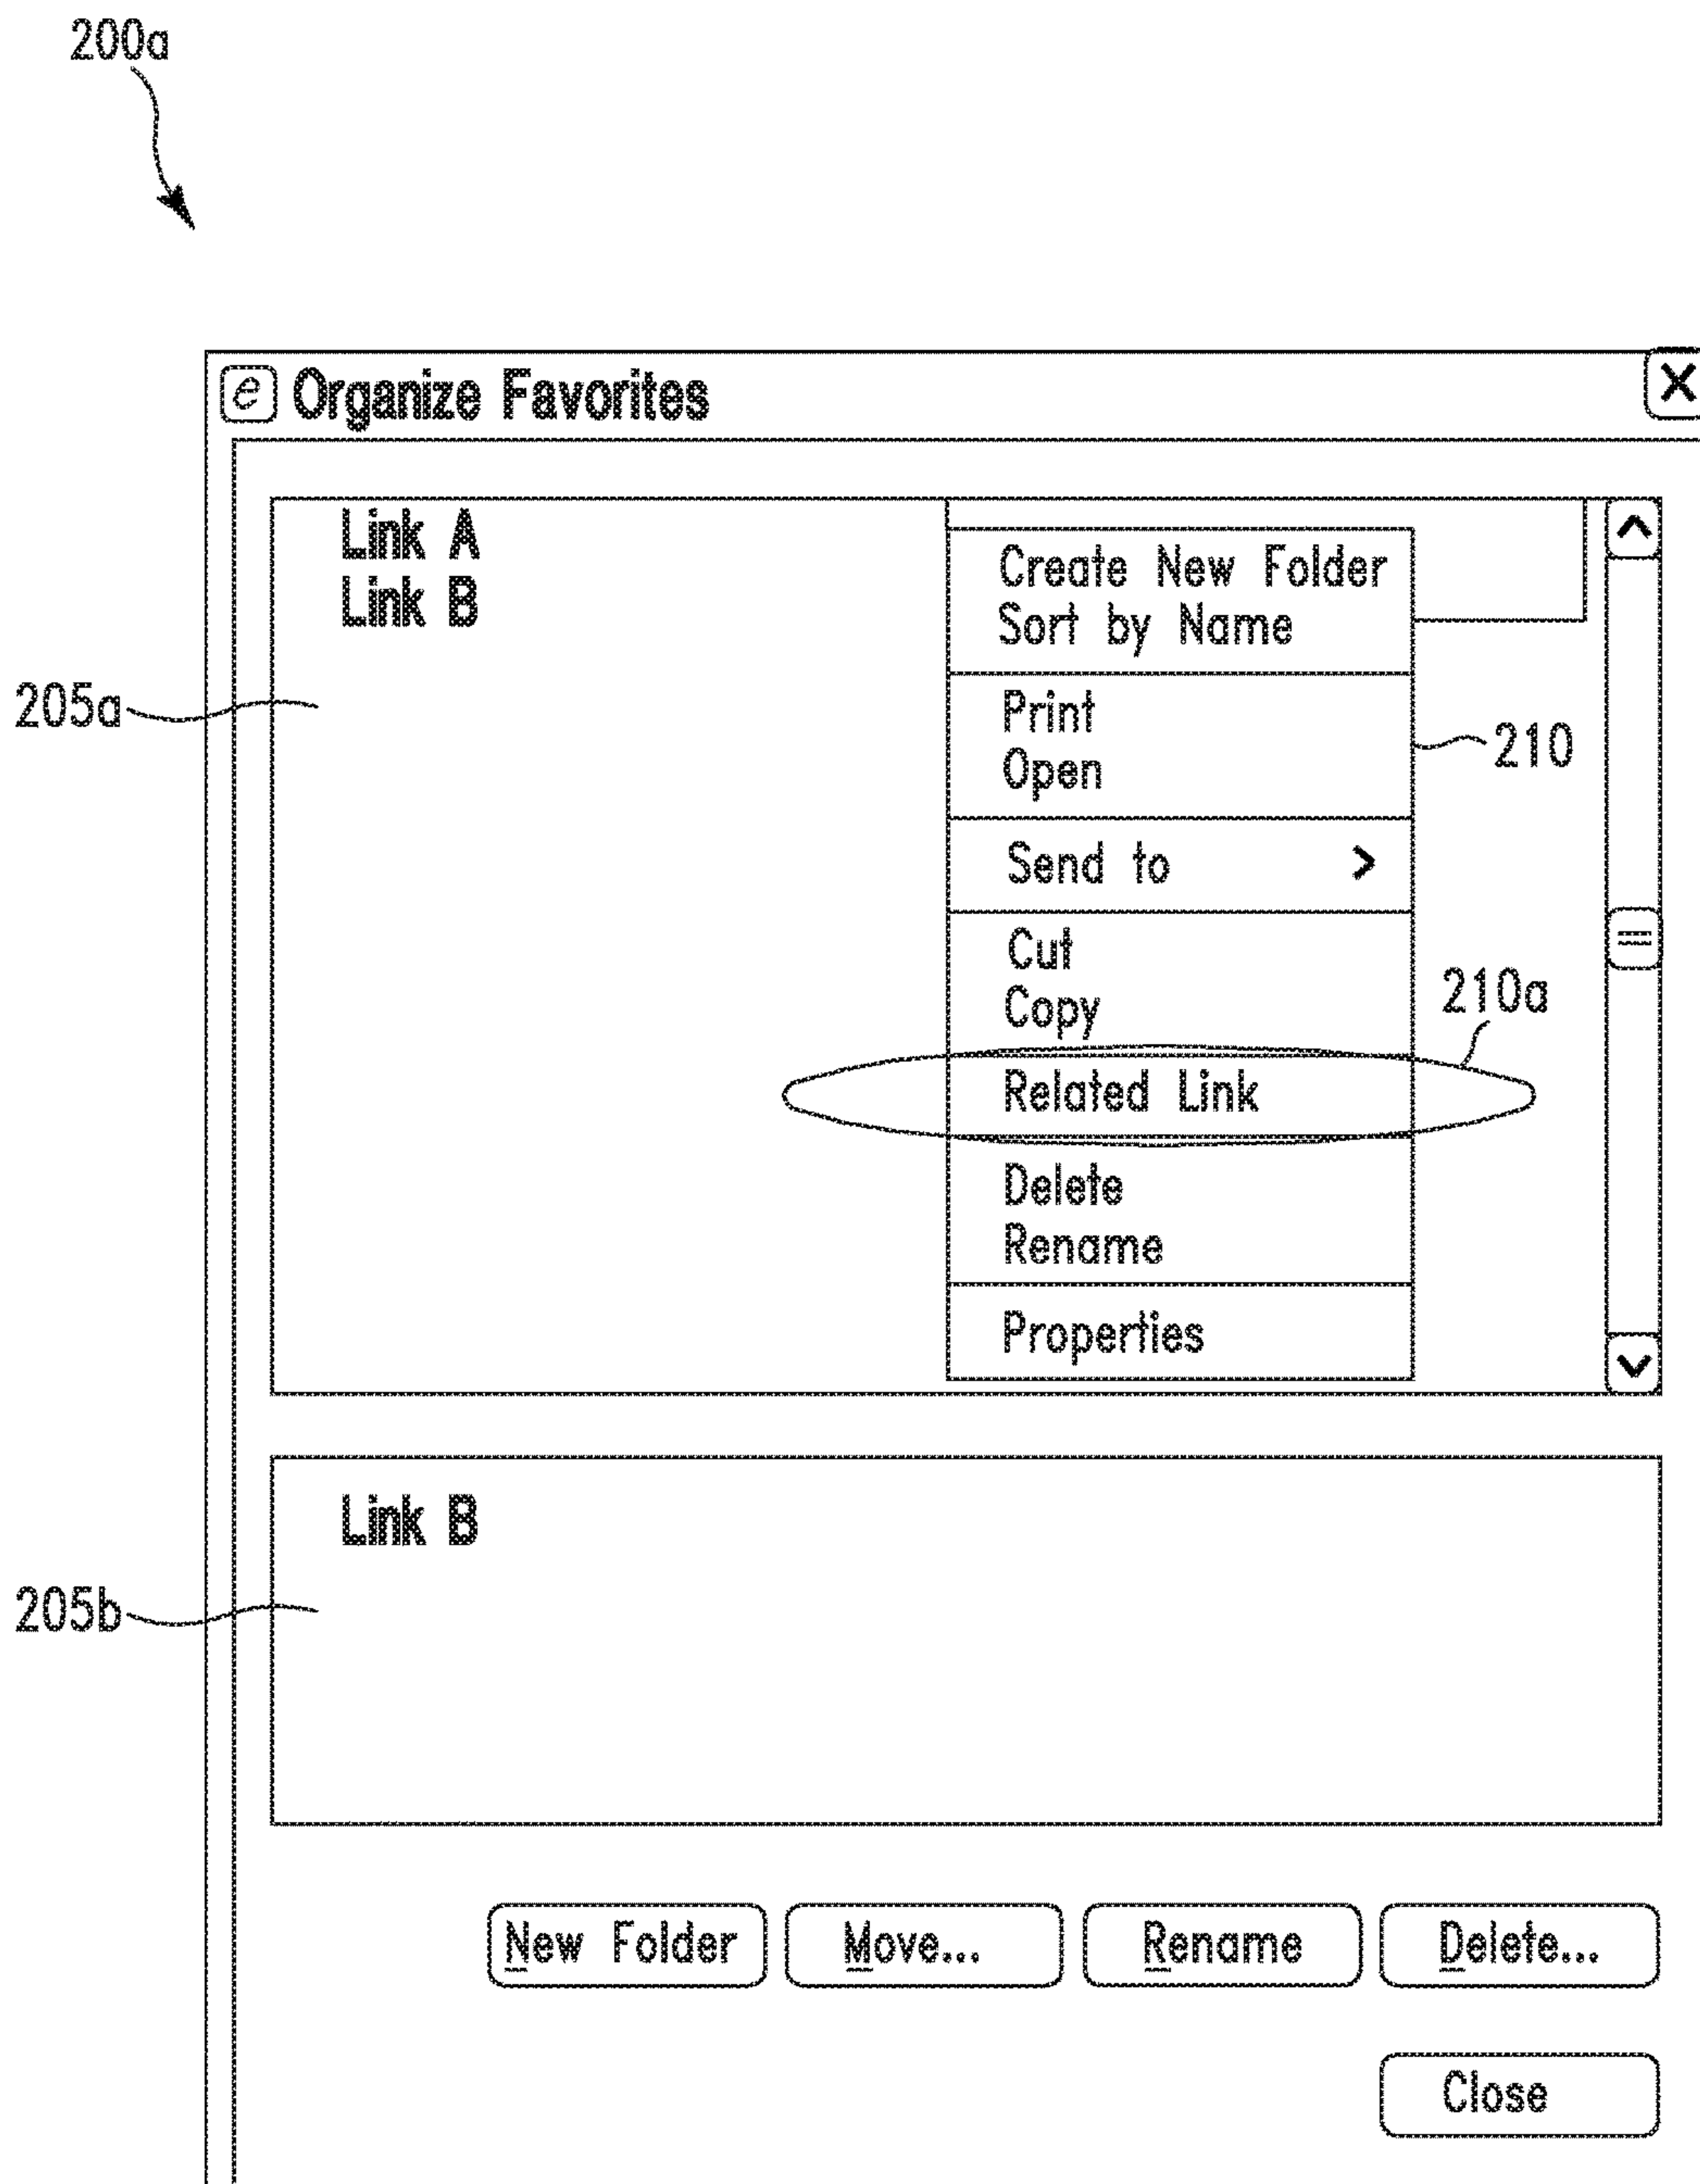 200a
e Organize Favorites X
Link A
Link B
Create New Folder
Sort by Name
205a
Print
210
Open
Send to >
Cut
210a
Copy
Related Link
Delete
Rename
Properties
Link B
205b
New Folder Move... Rename Delete...
Close